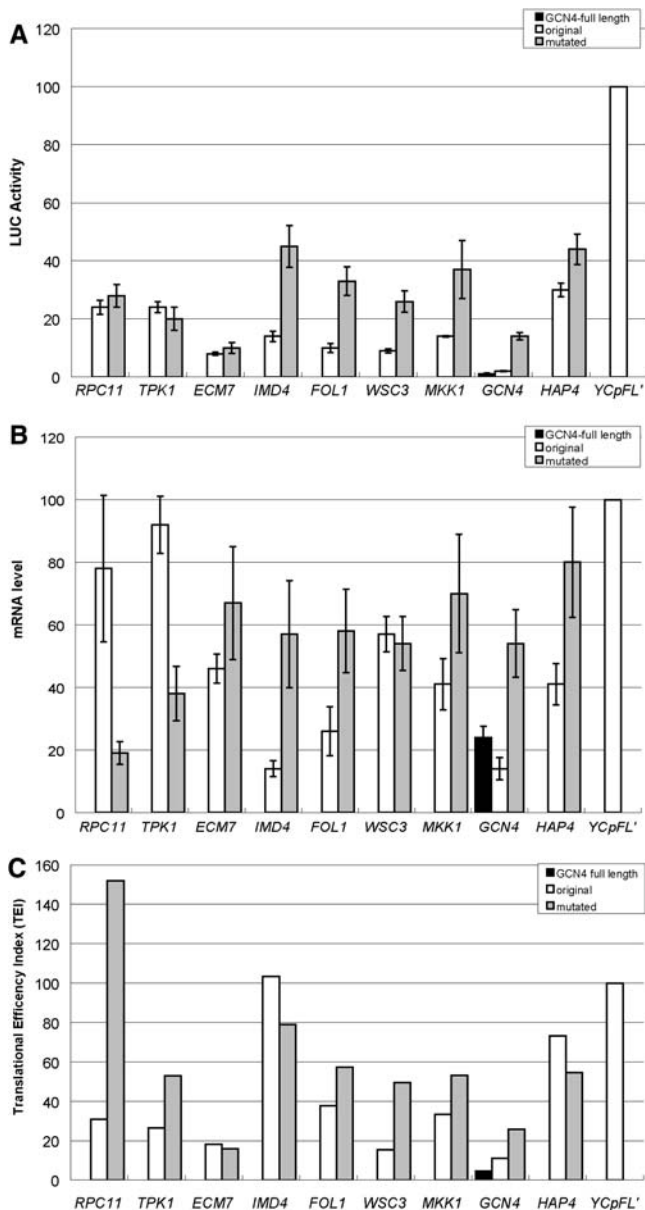 A
GCN4-full length
original
mutated
120
100
80
60
40
20
0
LUC Activity
RPC11 TPK1 ECM7 IMD4 FOL1 WSC3 MKK1 GCN4 HAP4 YCpFL'
B
GCN4-full length
original
mutated
120
100
80
60
40
20
0
mRNA level
RPC11 TPK1 ECM7 IMD4 FOL1 WSC3 MKK1 GCN4 HAP4 YCpFL'
C
GCN4 full length
original
mutated
160
140
120
100
80
60
40
20
0
Translational Efficency Index (TEI)
RPC11 TPK1 ECM7 IMD4 FOL1 WSC3 MKK1 GCN4 HAP4 YCpFL'